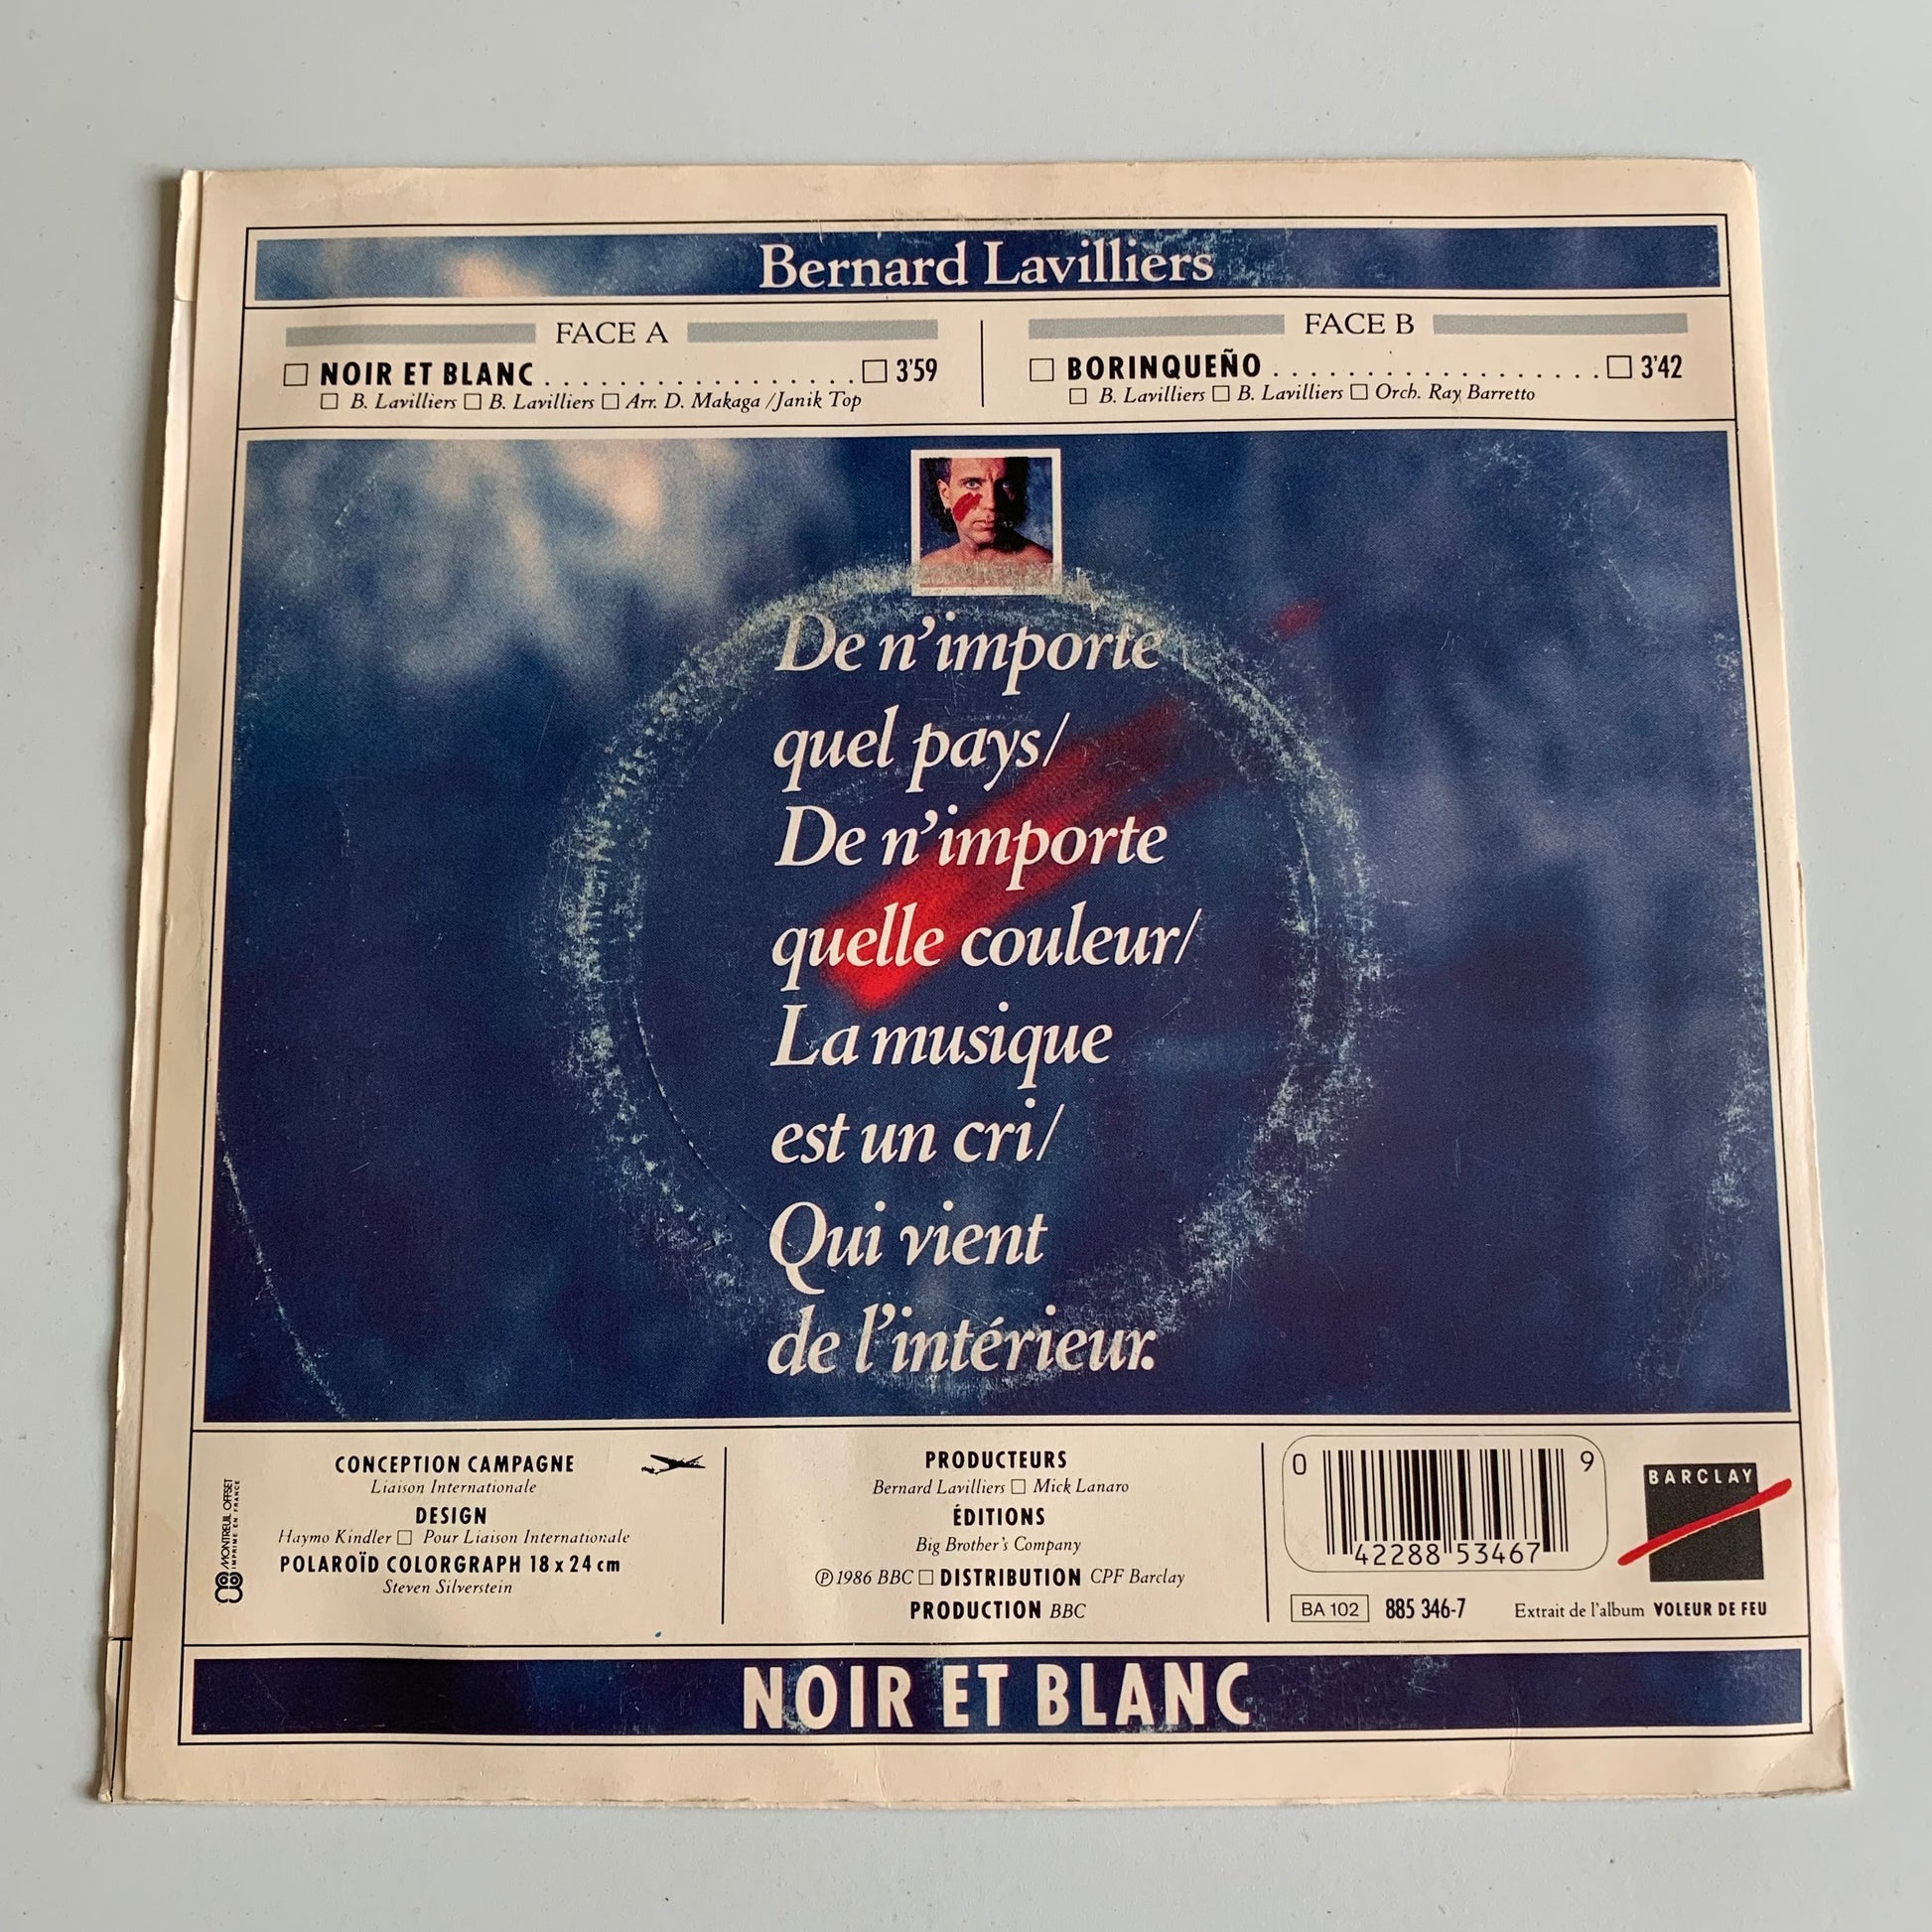 Bernard Lavilliers
FACE A
NOIR ET BLANC . . . . . . . . . . . . . . . . . 3'59
B. Lavilliers □ B. Lavilliers □ Arr. D. Makaga / Janik Top
FACE B
BORINQUEÑO . . . . . . . . . . . . . . . . . . 3'42
B. Lavilliers □ B. Lavilliers □ Orch. Ray Barretto
De n'importe
quel pays/
De n'importe
quelle couleur/
La musique
est un cri/
Qui vient
de l'intérieur.
MONTREUIL OFFSET
IMPRIMÉ EN FRANCE
CONCEPTION CAMPAGNE
Liaison Internationale
DESIGN
Haymo Kindler □ Pour Liaison Internationale
POLAROÏD COLORGRAPH 18 x 24 cm
Steven Silverstein
PRODUCTEURS
Bernard Lavilliers □ Mick Lanaro
ÉDITIONS
Big Brother's Company
℗ 1986 BBC □ DISTRIBUTION CPF Barclay
PRODUCTION BBC
0 42288 53467 9
BARCLAY
BA 102 885 346-7 Extrait de l'album VOLEUR DE FEU
NOIR ET BLANC